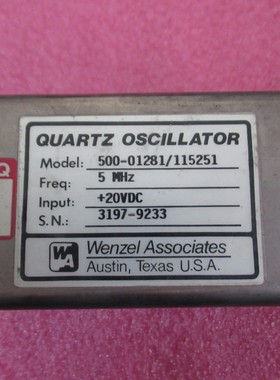 QUARTZ OSCILLATOR
Model: 500-01281/115251
Freq: 5 MHz
Input: +20VDC
S.N.: 3197-9233
WA Wenzel Associates
Austin, Texas U.S.A.
Q